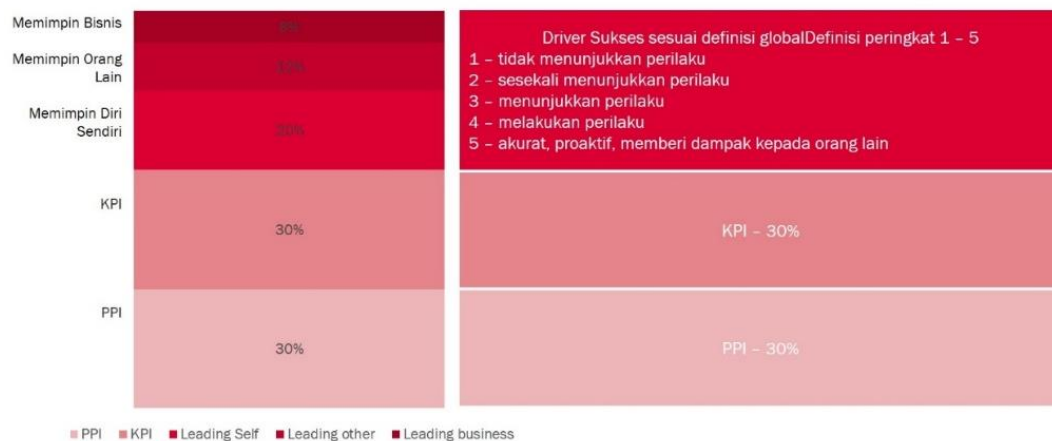 Memimpin Bisnis
8%
Memimpin Orang
Lain
12%
Memimpin Diri
Sendiri
20%
KPI
30%
PPI
30%
Driver Sukses sesuai definisi globalDefinisi peringkat 1 – 5
1 – tidak menunjukkan perilaku
2 – sesekali menunjukkan perilaku
3 – menunjukkan perilaku
4 – melakukan perilaku
5 – akurat, proaktif, memberi dampak kepada orang lain
KPI – 30%
PPI – 30%
PPI KPI Leading Self Leading other Leading business